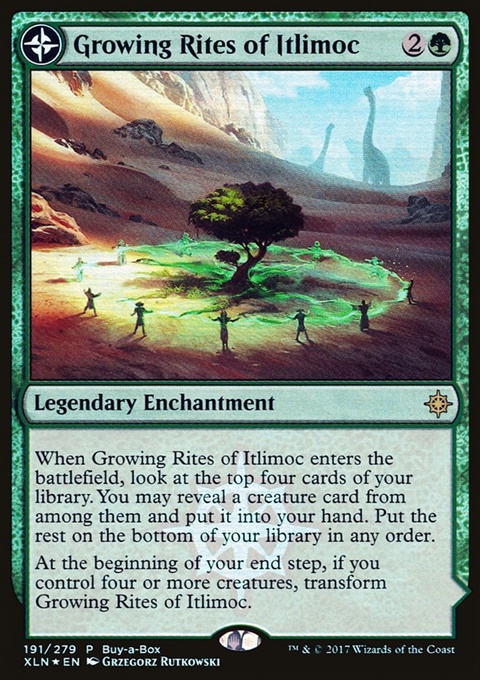 Growing Rites of Itlimoc 2
Legendary Enchantment
When Growing Rites of Itlimoc enters the
battlefield, look at the top four cards of your
library. You may reveal a creature card from
among them and put it into your hand. Put the
rest on the bottom of your library in any order.
At the beginning of your end step, if you
control four or more creatures, transform
Growing Rites of Itlimoc.
191/279 P Buy-a-Box
XLN★EN Grzegorz Rutkowski
™ & © 2017 Wizards of the Coast